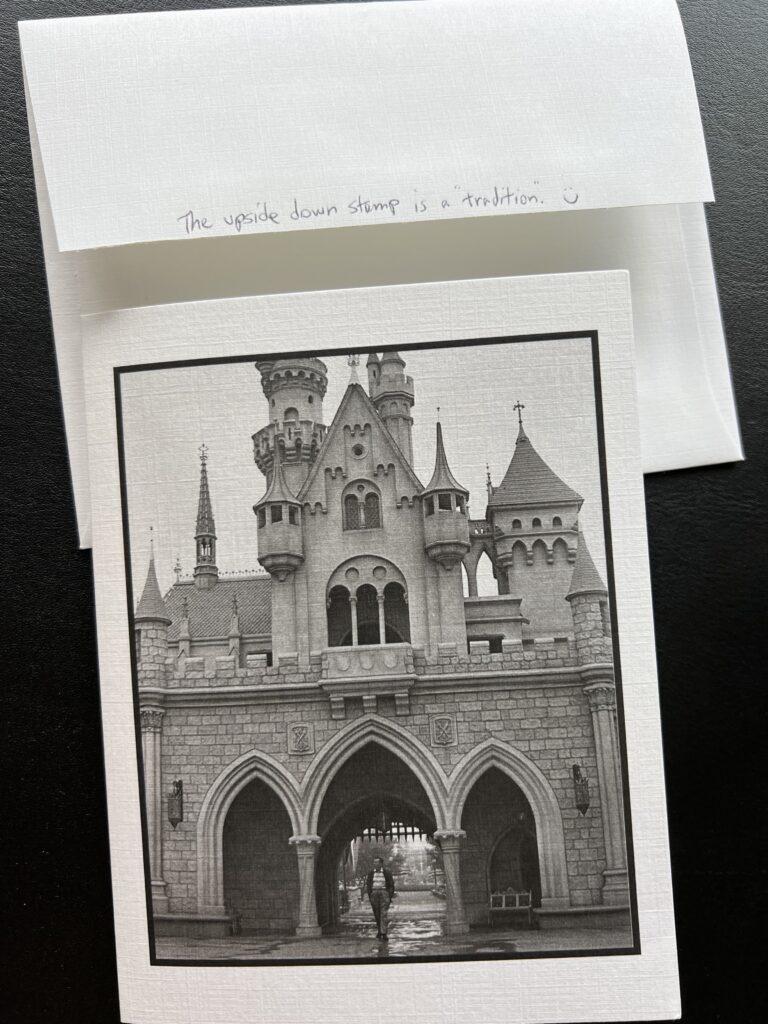 The upside down stamp is a "tradition". :)